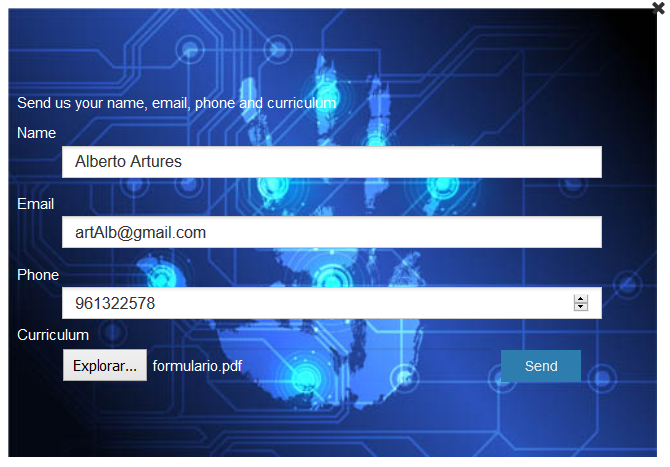 Send us your name, email, phone and curriculum
Name
Alberto Artures
Email
artAlb@gmail.com
Phone
961322578
Curriculum
Explorar... formulario.pdf Send